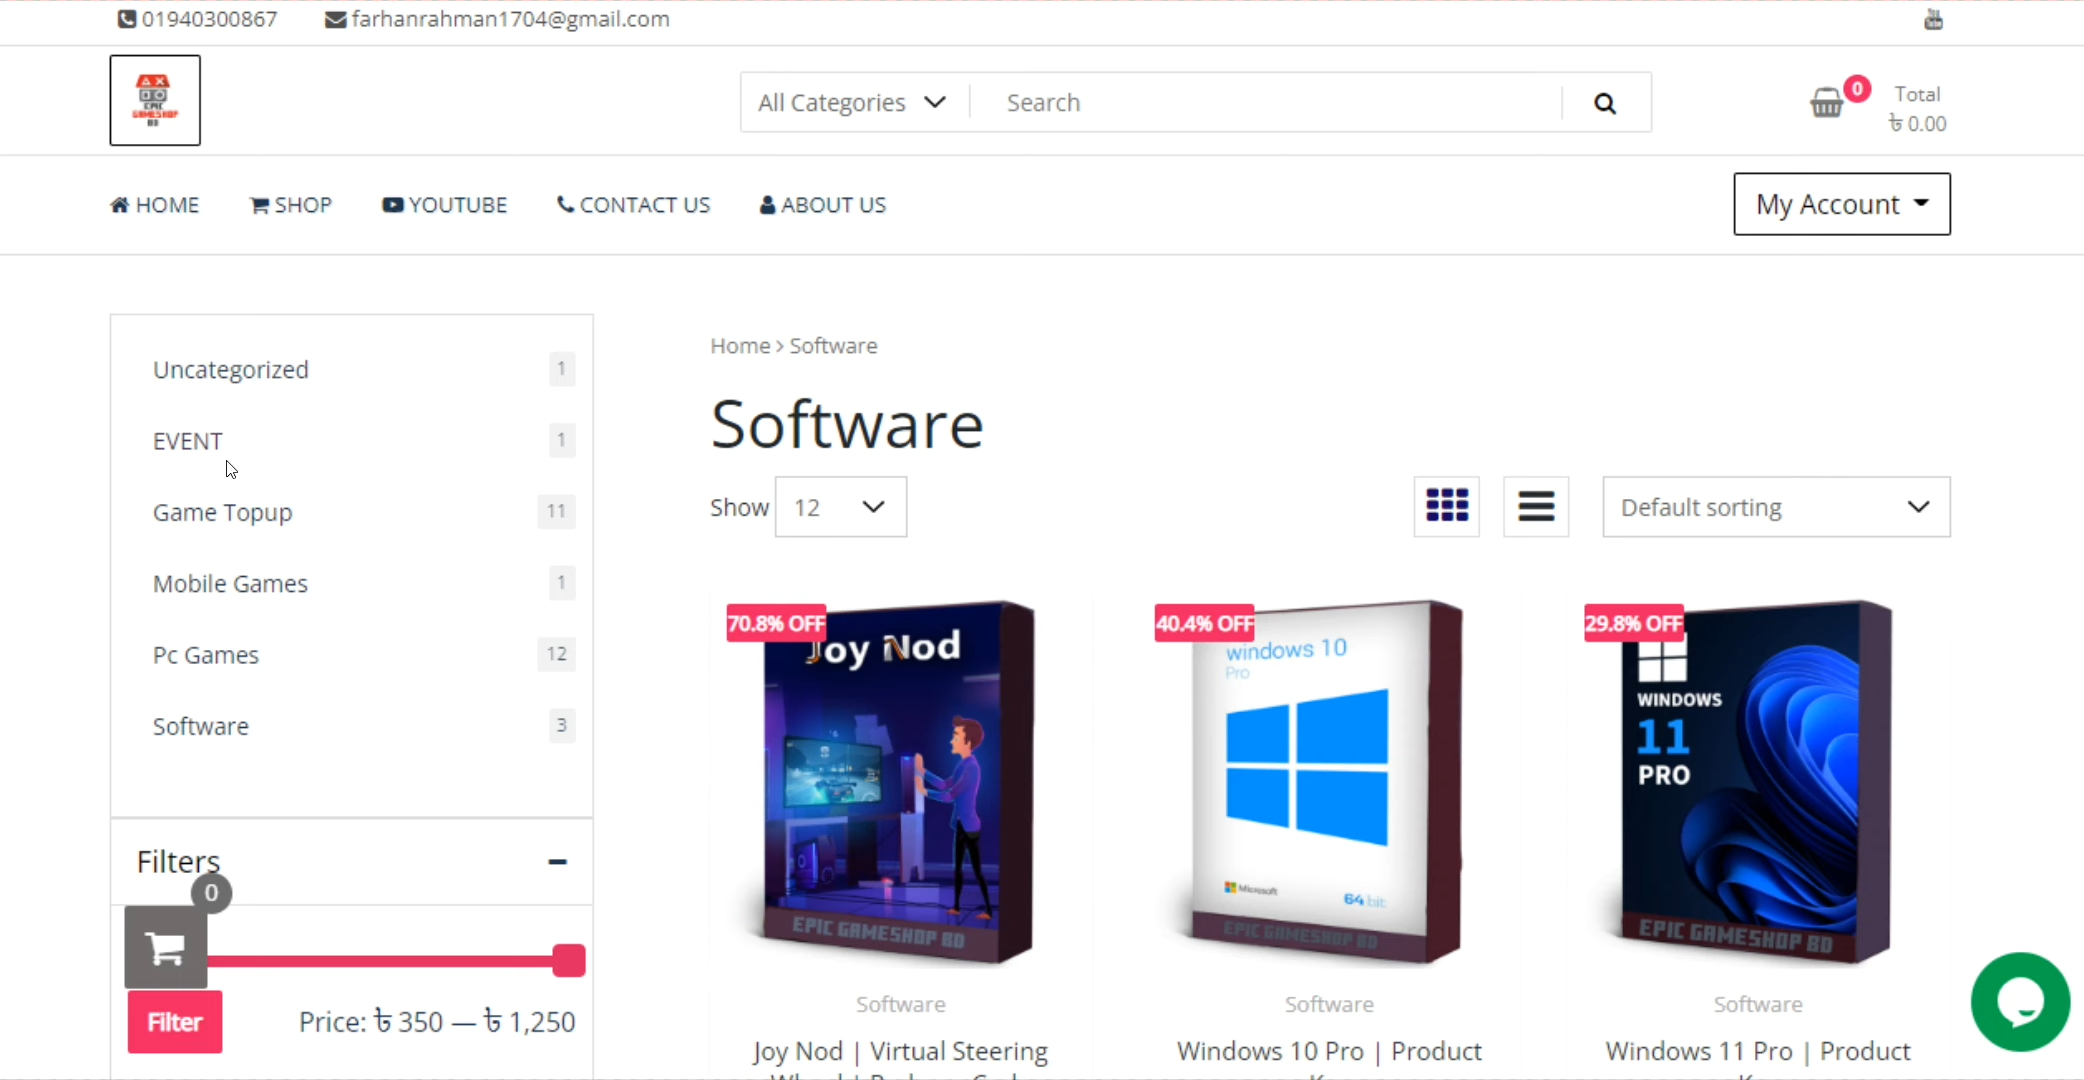 01940300867 farhanrahman1704@gmail.com
EPIC
GAMESHOP
BD
All Categories Search
0
Total
৳ 0.00
HOME SHOP YOUTUBE CONTACT US ABOUT US
My Account
Uncategorized 1
EVENT 1
Game Topup 11
Mobile Games 1
Pc Games 12
Software 3
Filters
0
Filter Price: ৳ 350 — ৳ 1,250
Home > Software
Software
Show 12 Default sorting
70.8% OFF
Joy Nod
EPIC GAMESHOP BD
Software
Joy Nod | Virtual Steering
40.4% OFF
windows 10
Pro
Microsoft
64 bit
EPIC GAMESHOP BD
Software
Windows 10 Pro | Product
29.8% OFF
WINDOWS
11
PRO
EPIC GAMESHOP BD
Software
Windows 11 Pro | Product